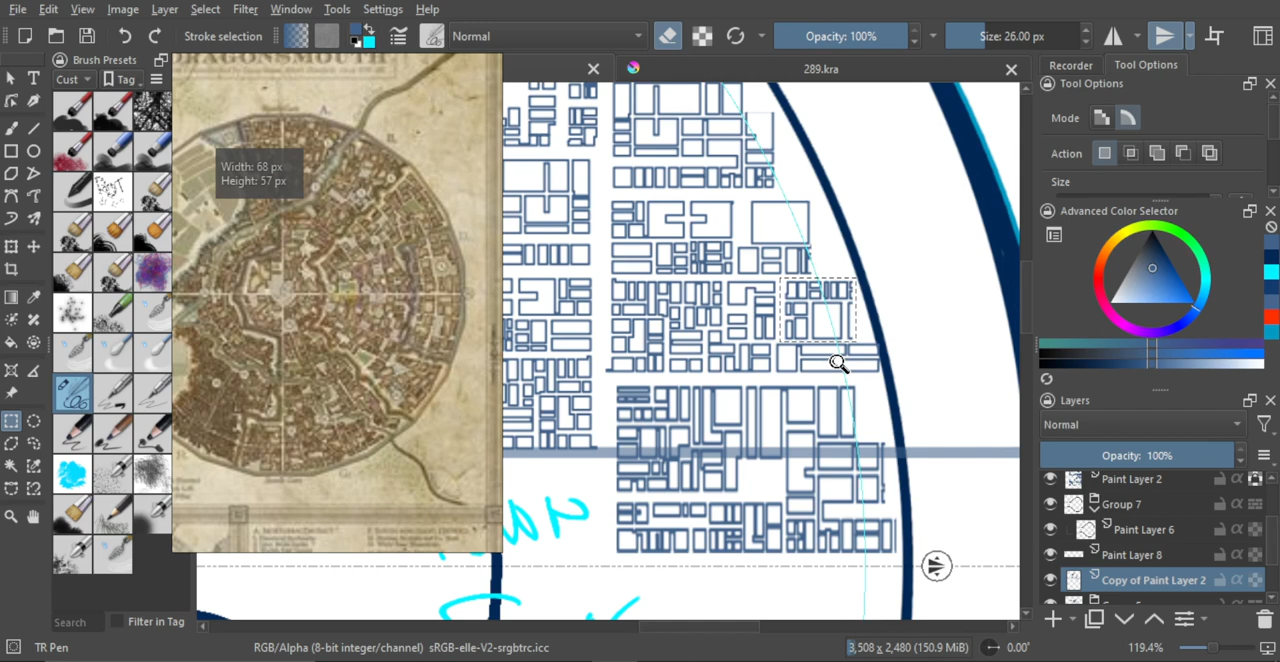 File Edit View Image Layer Select Filter Window Tools Settings Help
Stroke selection
Normal
Opacity: 100%
Size: 26.00 px
Brush Presets
Cust
Tag
289.kra
Recorder
Tool Options
Tool Options
Mode
Action
Size
DRAGONSMOUTH
Width: 68 px
Height: 57 px
Advanced Color Selector
Layers
Normal
Opacity: 100%
Paint Layer 2
Group 7
Paint Layer 6
Paint Layer 8
Copy of Paint Layer 2
Search
Filter in Tag
TR Pen
RGB/Alpha (8-bit integer/channel) sRGB-elle-V2-srgbtrc.icc
3,508 x 2,480 (150.9 MiB)
0.00°
119.4%